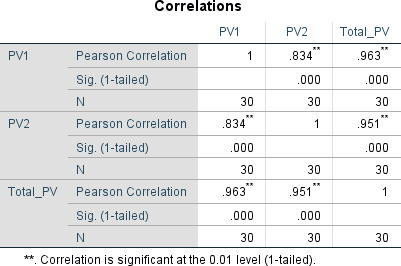 Correlations
PV1 PV2 Total_PV
PV1 Pearson Correlation 1 .834** .963**
Sig. (1-tailed) .000 .000
N 30 30 30
PV2 Pearson Correlation .834** 1 .951**
Sig. (1-tailed) .000 .000
N 30 30 30
Total_PV Pearson Correlation .963** .951** 1
Sig. (1-tailed) .000 .000
N 30 30 30
**. Correlation is significant at the 0.01 level (1-tailed).